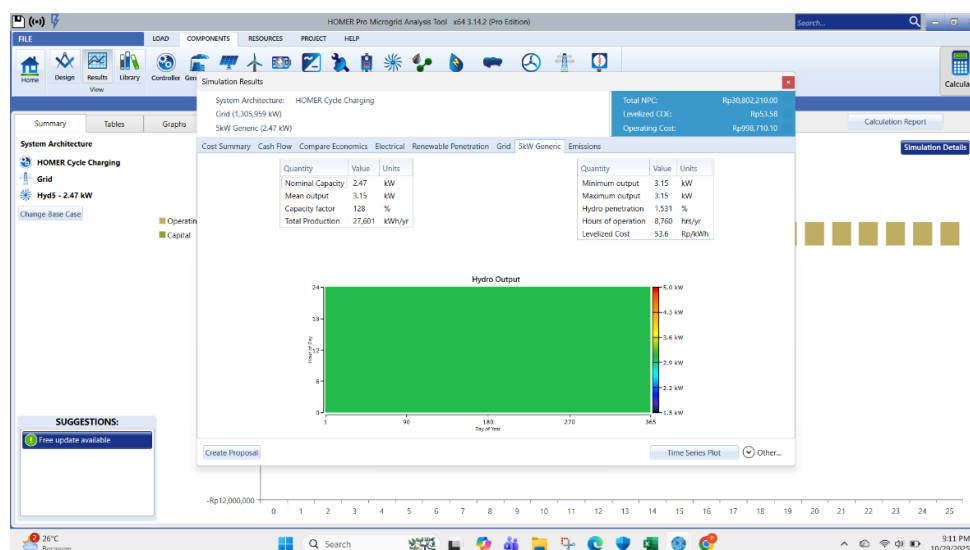 HOMER Pro Microgrid Analysis Tool x64 3.14.2 (Pro Edition)
Search...
FILE
LOAD COMPONENTS RESOURCES PROJECT HELP
Home Design Results Library Controller Gen
View
Calculat
Simulation Results
System Architecture: HOMER Cycle Charging
Grid (1,305,959 kW)
5kW Generic (2.47 kW)
Total NPC: Rp30,802,210.00
Levelized COE: Rp53.58
Operating Cost: Rp998,710.10
Summary Tables Graphs
Calculation Report
System Architecture
Simulation Details
HOMER Cycle Charging
Grid
Hyd5 - 2.47 kW
Change Base Case
Operatin
Capital
Cost Summary Cash Flow Compare Economics Electrical Renewable Penetration Grid 5kW Generic Emissions
Quantity Value Units
Nominal Capacity 2.47 kW
Mean output 3.15 kW
Capacity factor 128 %
Total Production 27,601 kWh/yr
Quantity Value Units
Minimum output 3.15 kW
Maximum output 3.15 kW
Hydro penetration 1,531 %
Hours of operation 8,760 hrs/yr
Levelized Cost 53.6 Rp/kWh
Hydro Output
24
18
12
6
0
Hour of Day
1 90 180 270 365
Day of Year
5.0 kW
4.3 kW
3.6 kW
2.9 kW
2.2 kW
1.5 kW
SUGGESTIONS:
Free update available
Create Proposal
Time Series Plot
Other...
-Rp12,000,000
0 1 2 3 4 5 6 7 8 9 10 11 12 13 14 15 16 17 18 19 20 21 22 23 24 25
2
26°C
Berawan
Search
9:11 PM